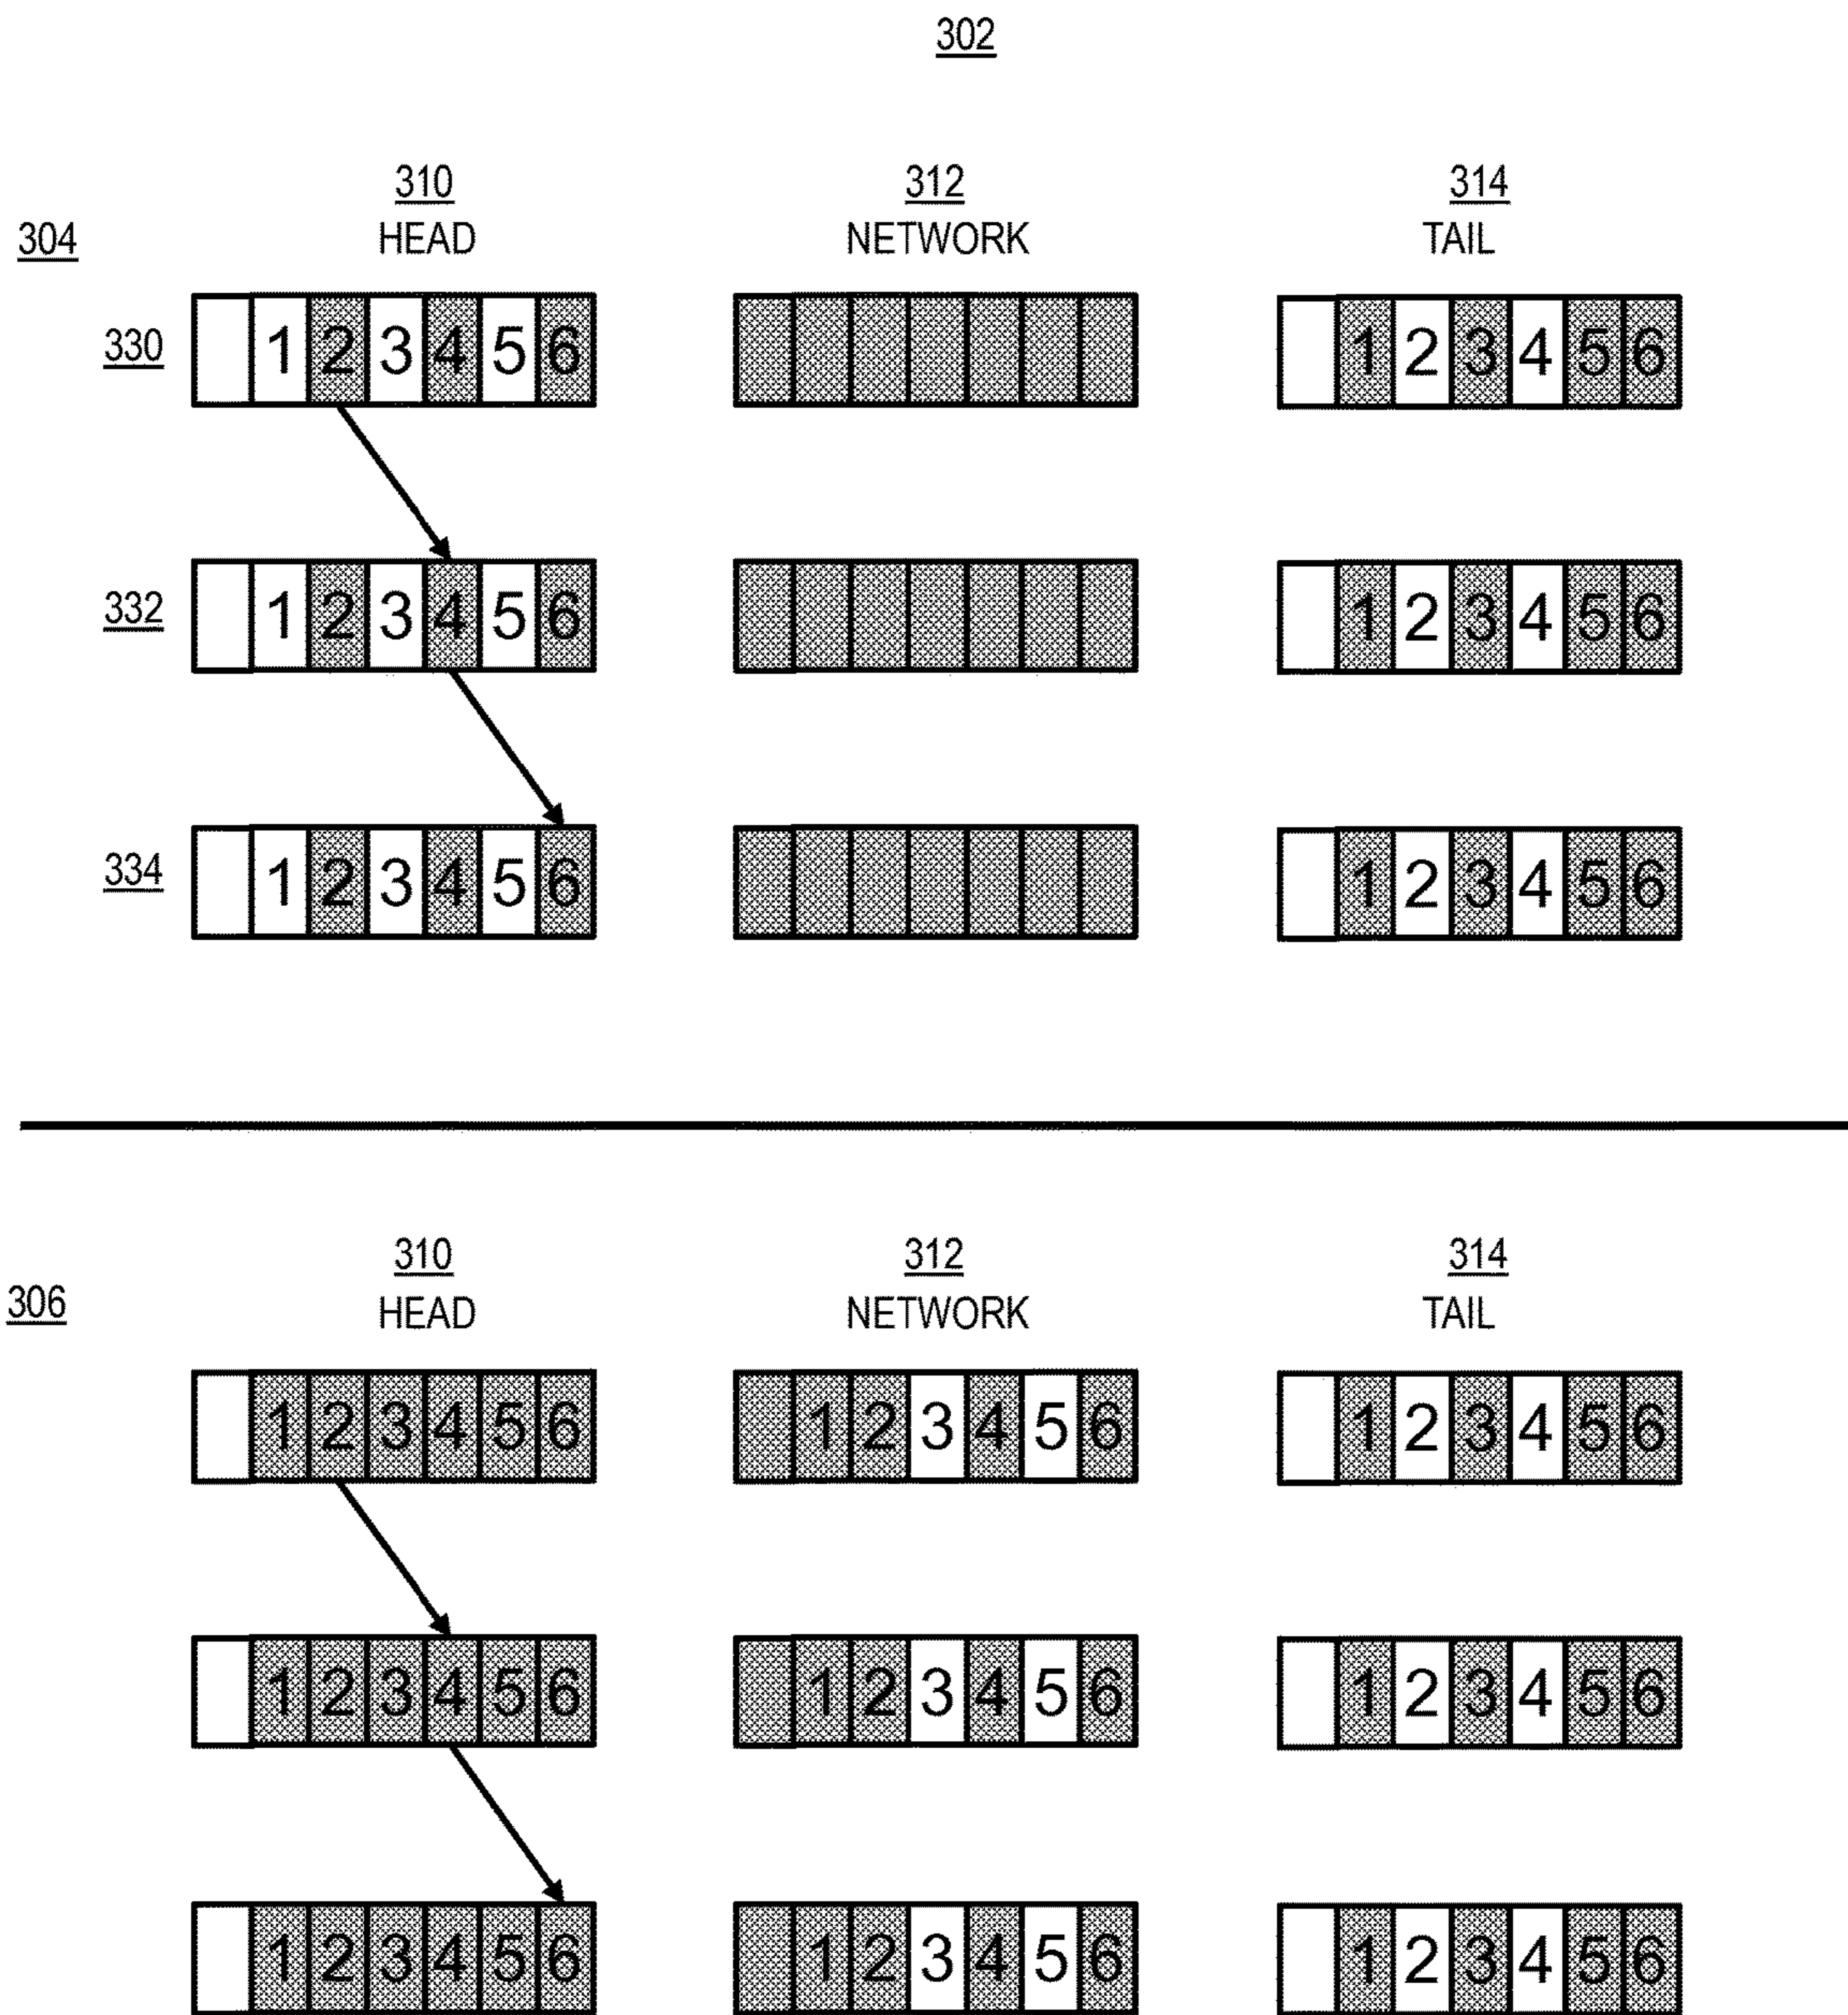 302
310 312 314
304 HEAD NETWORK TAIL
330 1 2 3 4 5 6 1 2 3 4 5 6
332 1 2 3 4 5 6 1 2 3 4 5 6
334 1 2 3 4 5 6 1 2 3 4 5 6
310 312 314
306 HEAD NETWORK TAIL
1 2 3 4 5 6 1 2 3 4 5 6 1 2 3 4 5 6
1 2 3 4 5 6 1 2 3 4 5 6 1 2 3 4 5 6
1 2 3 4 5 6 1 2 3 4 5 6 1 2 3 4 5 6